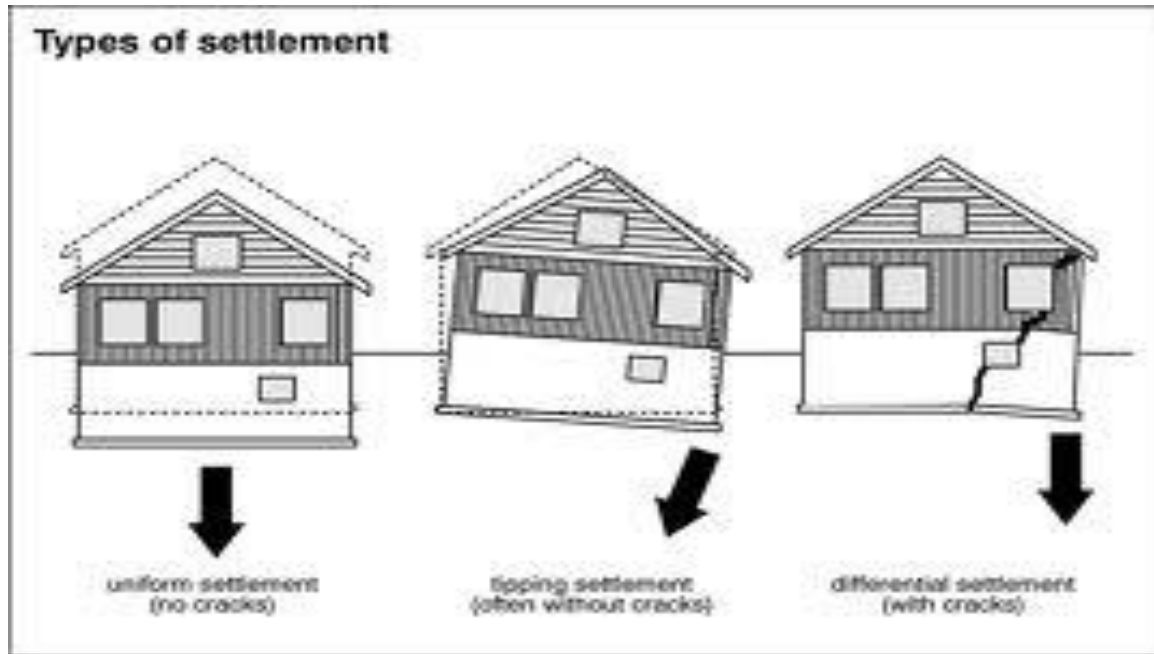 Types of settlement
uniform settlement
(no cracks)
tipping settlement
(often without cracks)
differential settlement
(with cracks)